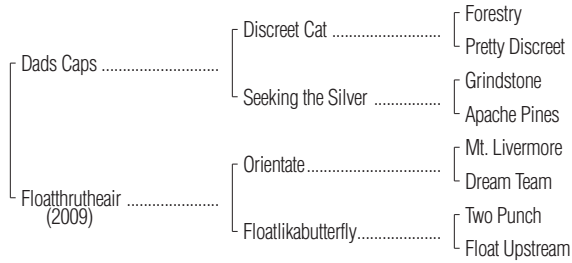 Forestry
Discreet Cat ....................
Pretty Discreet
Dads Caps ......................
Grindstone
Seeking the Silver ............
Apache Pines
Mt. Livermore
Orientate .........................
Dream Team
Floatthrutheair .................
(2009)
Two Punch
Floatlikabutterfly ...............
Float Upstream